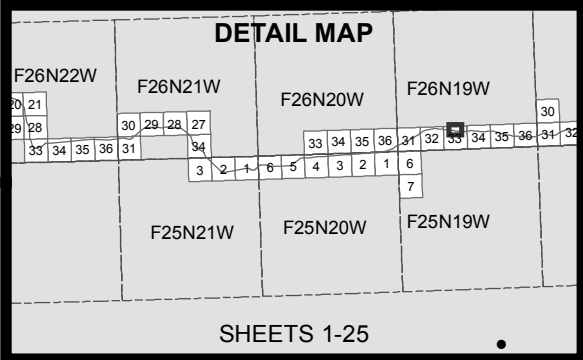 DETAIL MAP
F26N22W
F26N21W
F26N20W
F26N19W
20 21
30
29 28
30 29 28 27
33 34 35 36 31
34
33 34 35 36 31 32 33 34 35 36 31 32
3 2 1 6 5 4 3 2 1 6
7
F25N21W
F25N20W
F25N19W
SHEETS 1-25